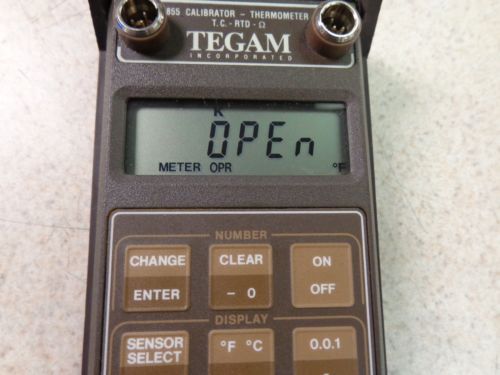 855 CALIBRATOR - THERMOMETER
T.C. - RTD - Ω
TEGAM
INCORPORATED
K
OPEn
METER OPR °F
NUMBER
CHANGE
ENTER
CLEAR
- 0
ON
OFF
DISPLAY
SENSOR
SELECT
°F °C
0.0.1